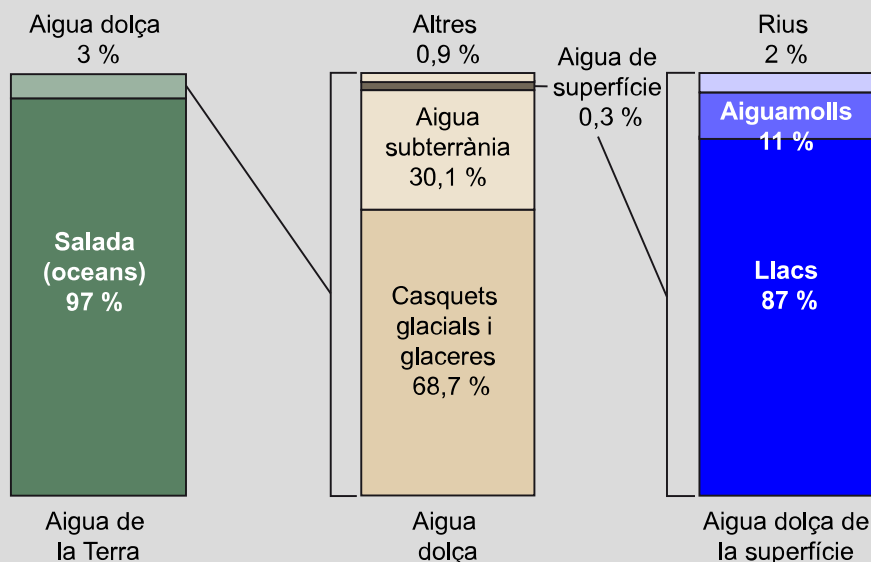 Aigua dolça
3 %
Salada
(oceans)
97 %
Aigua de
la Terra
Altres
0,9 %
Aigua de
superfície
0,3 %
Aigua
subterrània
30,1 %
Casquets
glacials i
glaceres
68,7 %
Aigua
dolça
Rius
2 %
Aiguamolls
11 %
Llacs
87 %
Aigua dolça de
la superfície